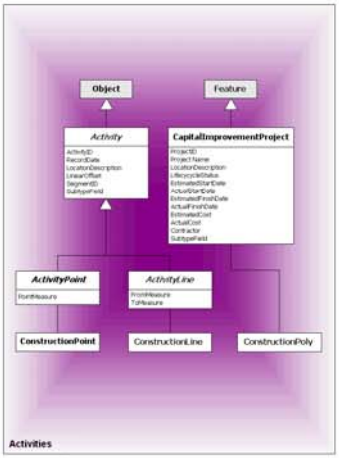 Object
Feature
Activity
ActivityID
RecordDate
LocationDescription
LinearOffset
SegmentID
SubtypeField
CapitalImprovementProject
ProjectID
Project Name
LocationDescription
LifecycleStatus
EstimatedStartDate
ActualStartDate
EstimatedFinishDate
ActualFinishDate
EstimatedCost
ActualCost
Contractor
SubtypeField
ActivityPoint
PointMeasure
ActivityLine
FromMeasure
ToMeasure
ConstructionPoint
ConstructionLine
ConstructionPoly
Activities